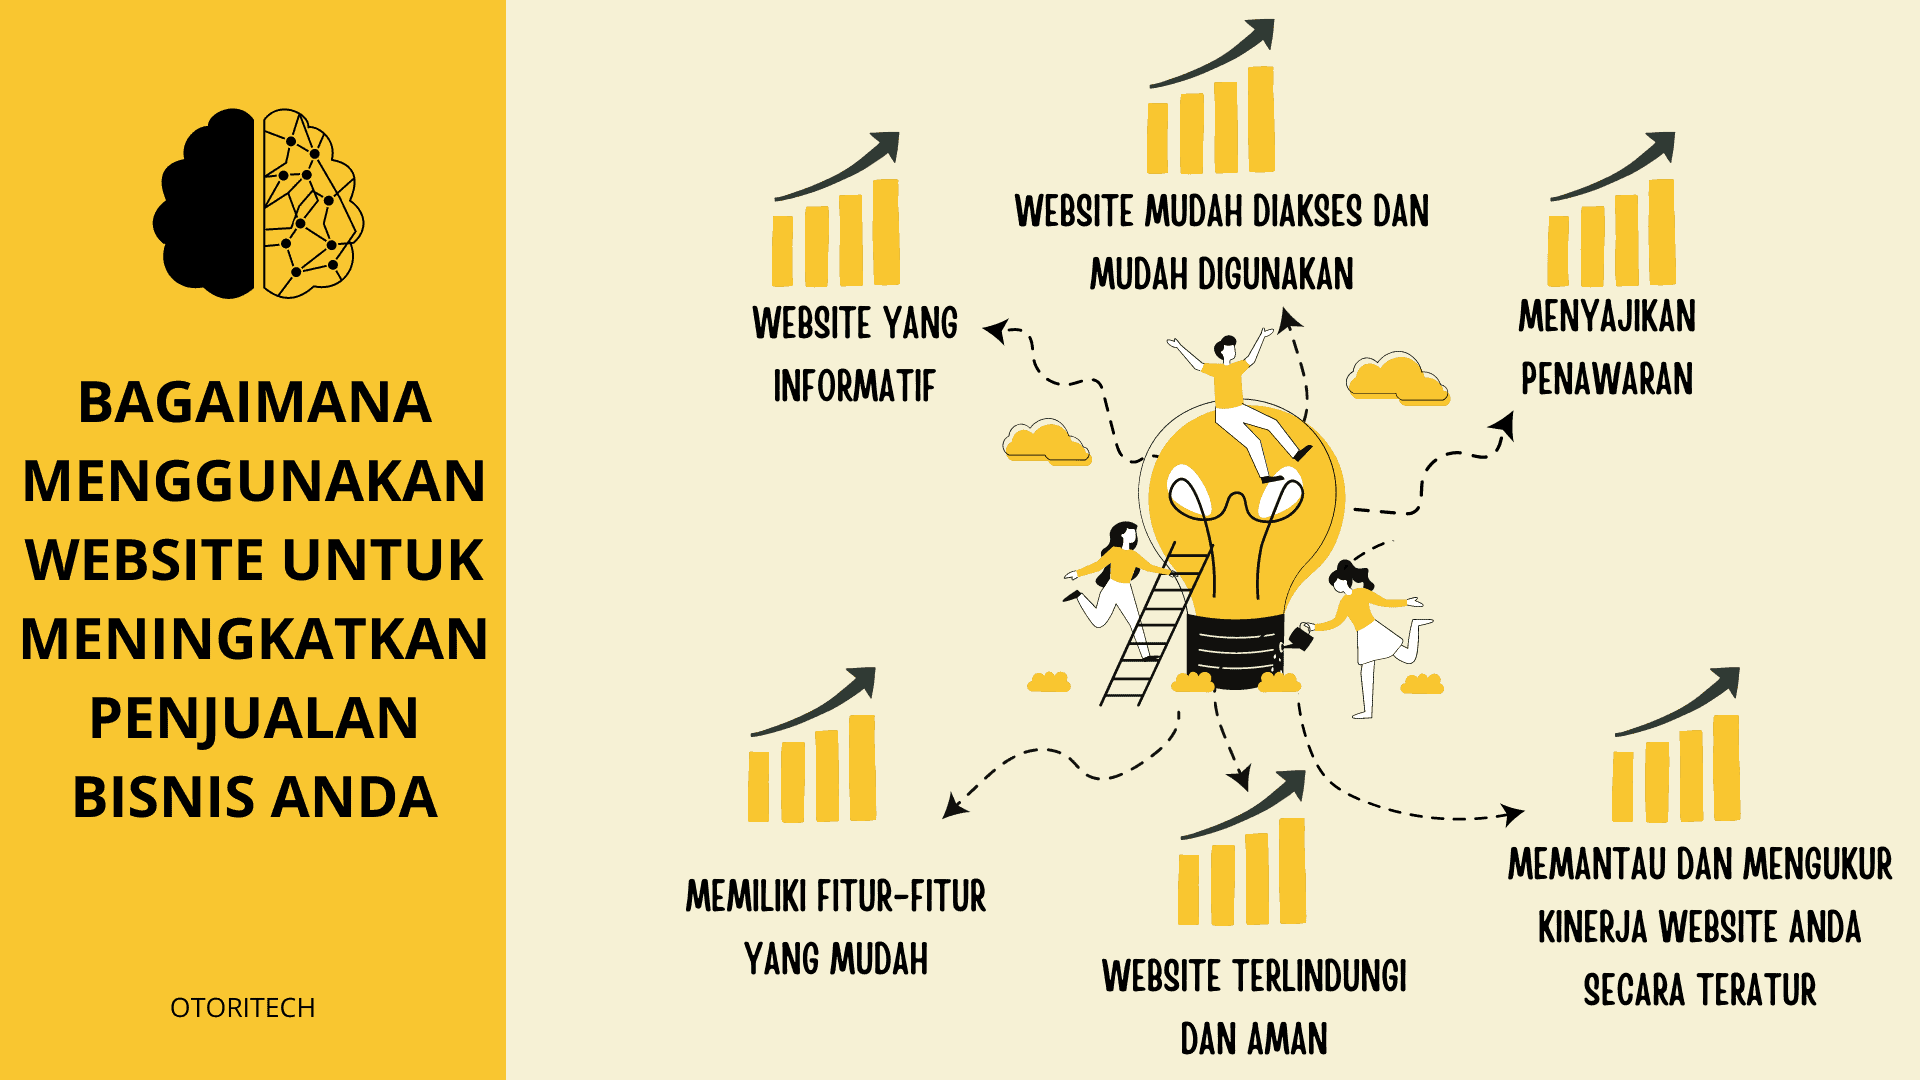 BAGAIMANA
MENGGUNAKAN
WEBSITE UNTUK
MENINGKATKAN
PENJUALAN
BISNIS ANDA
OTORITECH
WEBSITE YANG
INFORMATIF
WEBSITE MUDAH DIAKSES DAN
MUDAH DIGUNAKAN
MENYAJIKAN
PENAWARAN
MEMILIKI FITUR-FITUR
YANG MUDAH
WEBSITE TERLINDUNGI
DAN AMAN
MEMANTAU DAN MENGUKUR
KINERJA WEBSITE ANDA
SECARA TERATUR